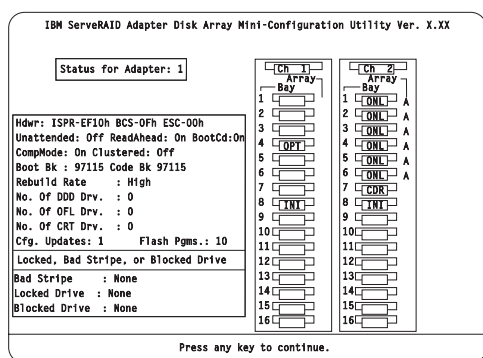 IBM ServeRAID Adapter Disk Array Mini-Configuration Utility Ver. X.XX
Status for Adapter: 1
Hdwr: ISPR-EF10h BCS-0Fh ESC-00h
Unattended: Off ReadAhead: On BootCd:On
CompMode: On Clustered: Off
Boot Bk : 97115 Code Bk 97115
Rebuild Rate : High
No. Of DDD Drv. : 0
No. Of OFL Drv. : 0
No. Of CRT Drv. : 0
Cfg. Updates: 1 Flash Pgms.: 10
Locked, Bad Stripe, or Blocked Drive
Bad Stripe : None
Locked Drive : None
Blocked Drive : None
Ch 1
Array
Bay
1
2
3
4 OPT
5
6
7
8 INI
9
10
11
12
13
14
15
16
Ch 2
Array
Bay
1 ONL A
2 ONL A
3 ONL A
4 ONL A
5 ONL A
6 ONL A
7 CDR
8 INI
9
10
11
12
13
14
15
16
Press any key to continue.